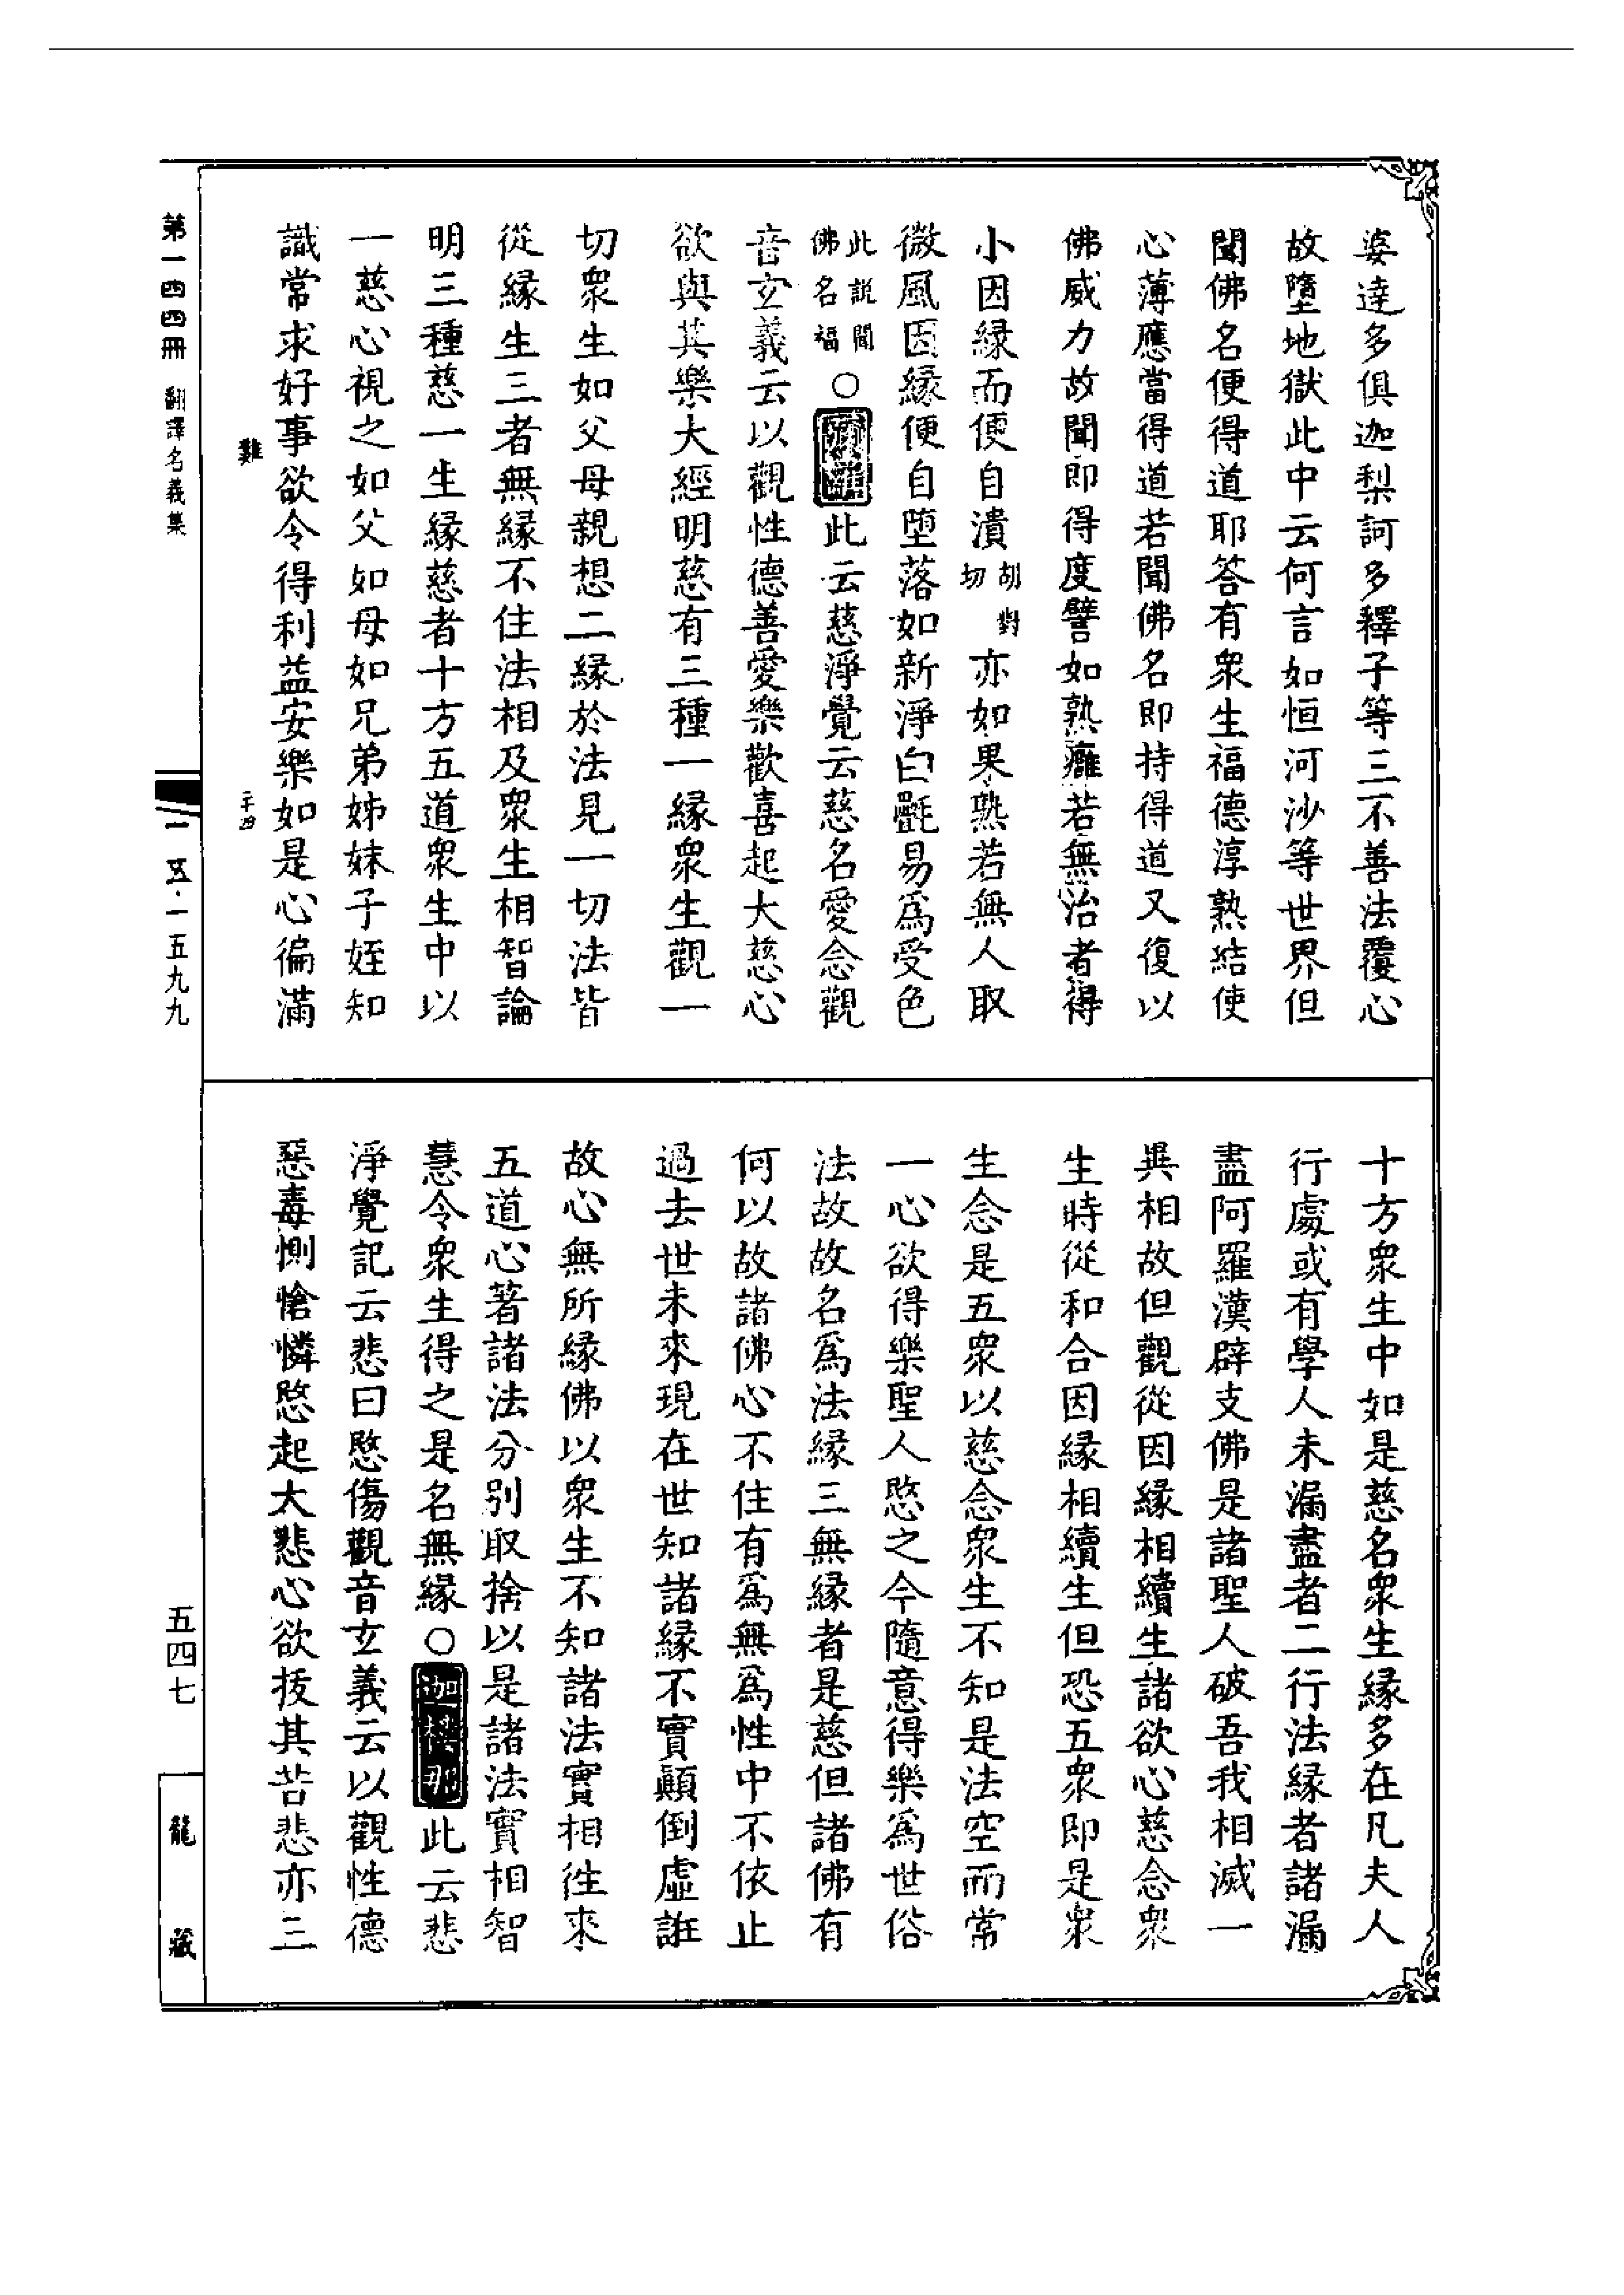 婆達多俱迦梨訶多釋子等三不善法覆心
故墮地獄此中云何言如恒河沙等世界但
聞佛名便得道耶答有衆生福德淳熟結使
心薄應當得道若聞佛名即持得道又復以
佛威力故聞即得度譬如熟癰若無治者得
小因緣而便自潰胡對切亦如果熟若無人取
微風因緣便自墮落如新淨白氎易爲受色
此說聞佛名福○此云慈淨覺云慈名愛念觀
音玄義云以觀性德善愛樂歡喜起大慈心
欲與其樂大經明慈有三種一緣衆生觀一
切衆生如父母親想二緣於法見一切法皆
從緣生三者無緣不住法相及衆生相智論
明三種慈一生緣慈者十方五道衆生中以
一慈心視之如父如母如兄弟姊妹子姪知
識常求好事欲令得利益安樂如是心徧滿
難
二十四
十方衆生中如是慈名衆生緣多在凡夫人
行處或有學人未漏盡者二行法緣者諸漏
盡阿羅漢辟支佛是諸聖人破吾我相滅一
異相故但觀從因緣相續生諸欲心慈念衆
生時從和合因緣相續生但恐五衆即是衆
生念是五衆以慈念衆生不知是法空而常
一心欲得樂聖人愍之令隨意得樂爲世俗
法故故名爲法緣三無緣者是慈但諸佛有
何以故諸佛心不住有爲無爲性中不依止
過去世未來現在世知諸緣不實顛倒虛誑
故心無所緣佛以衆生不知諸法實相往來
五道心著諸法分別取捨以是諸法實相智
慧令衆生得之是名無緣○迦樓那此云悲
淨覺記云悲曰愍傷觀音玄義云以觀性德
惡毒惻愴憐愍起大悲心欲拔其苦悲亦三
第一四四冊 翻譯名義集
一五·一五九九
五四七
龍藏